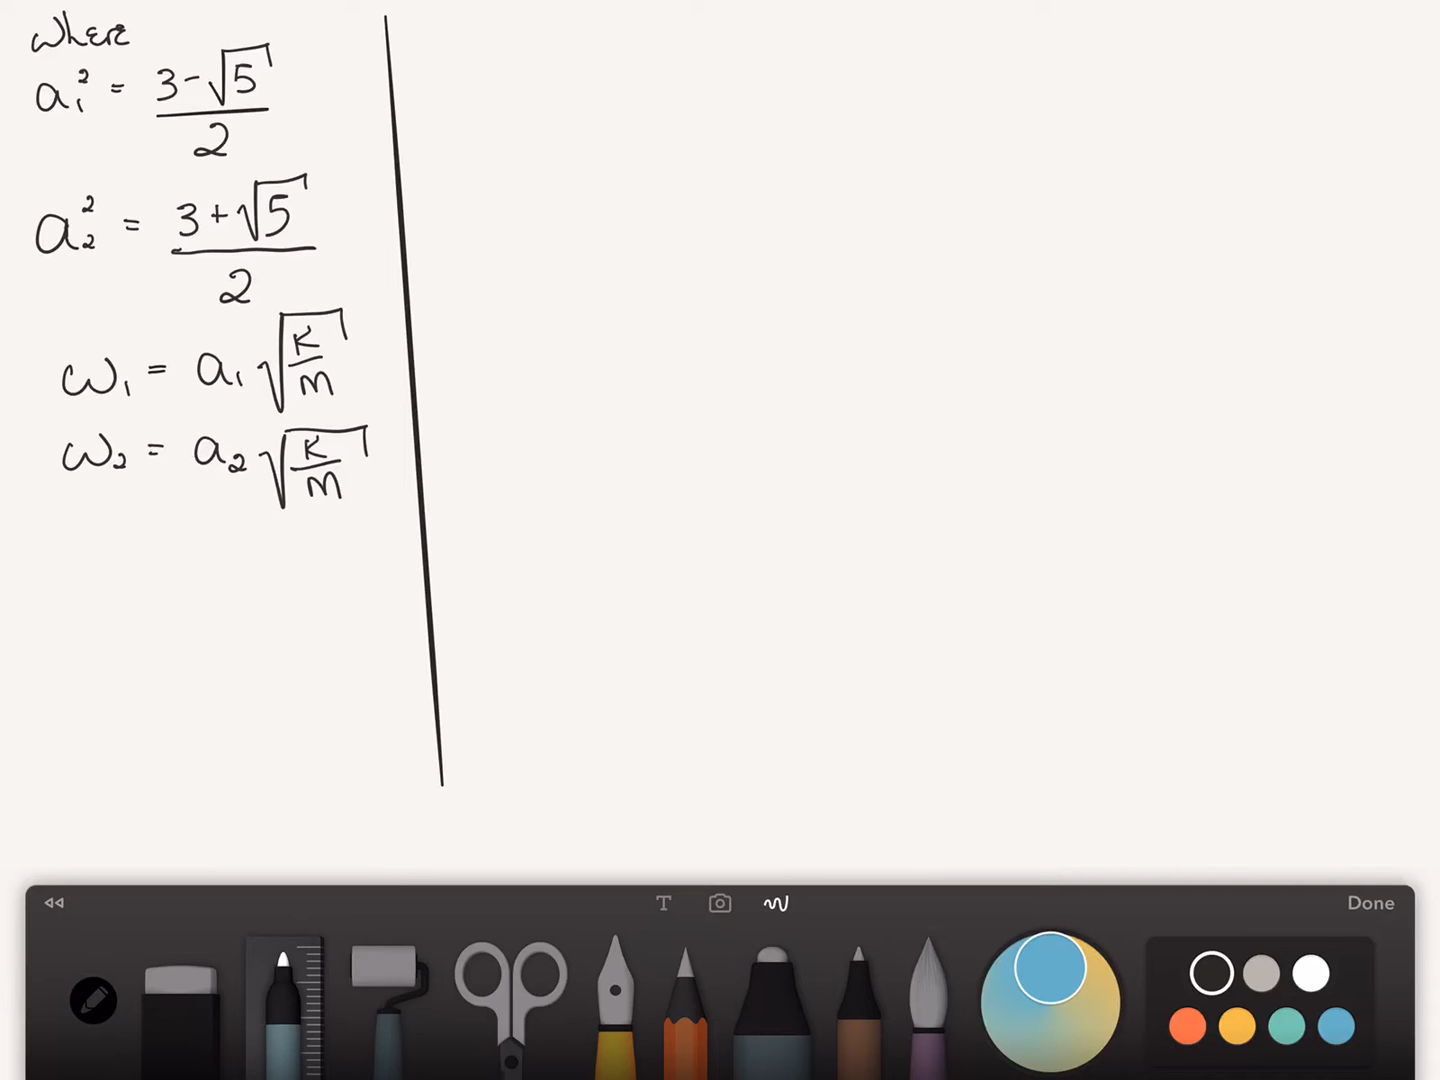 where
a₁² = (3-√5)/2
a₂² = (3+√5)/2
ω₁ = a₁ √(K/m)
ω₂ = a₂ √(K/m)
T
Done